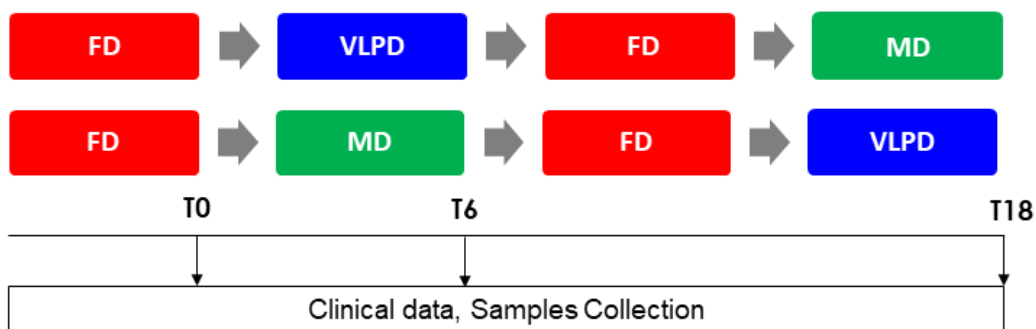 FD VLPD FD MD
FD MD FD VLPD
T0 T6 T18
Clinical data, Samples Collection